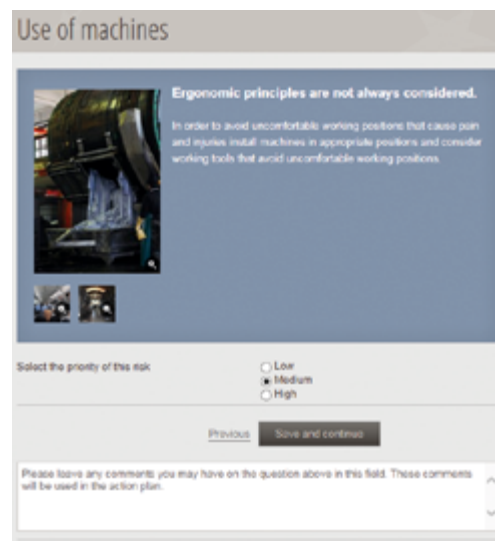 Use of machines
Ergonomic principles are not always considered.
In order to avoid uncomfortable working positions that cause pain
and injuries install machines in appropriate positions and consider
working tools that avoid uncomfortable working positions.
Select the priority of this risk
Low
Medium
High
Previous
Save and continue
Please leave any comments you may have on the question above in this field. These comments
will be used in the action plan.